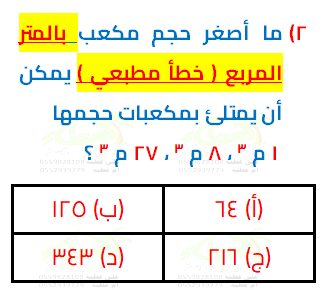 ٢) ما أصغر حجم مكعب بالمتر
المربع ( خطأ مطبعي ) يمكن
أن يمتلئ بمكعبات حجمها
١ م ٣ ، ٨ م ٣ ، ٢٧ م ٣ ؟
(أ) ٦٤ (ب) ١٢٥
(ج) ٢١٦ (د) ٣٤٣